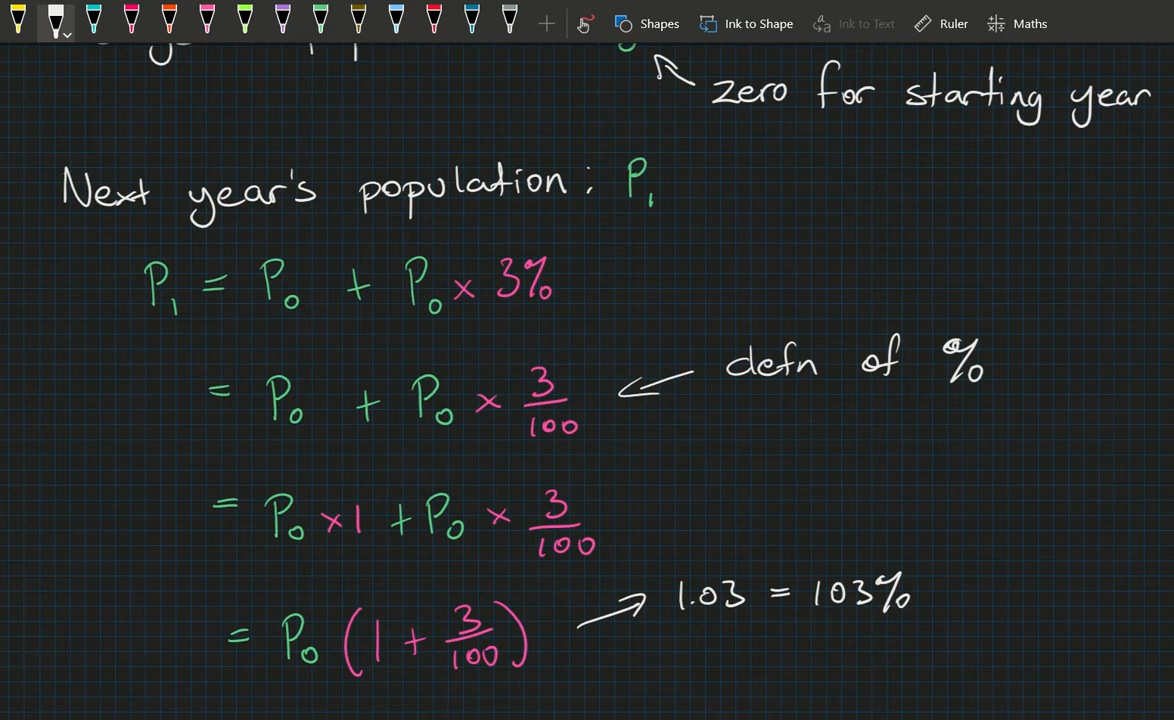 Shapes Ink to Shape Ink to Text Ruler Maths
zero for starting year
Next year's population: P₁
P₁ = P₀ + P₀ × 3%
= P₀ + P₀ × 3/100
defn of %
= P₀ × 1 + P₀ × 3/100
= P₀ (1 + 3/100)
1.03 = 103%